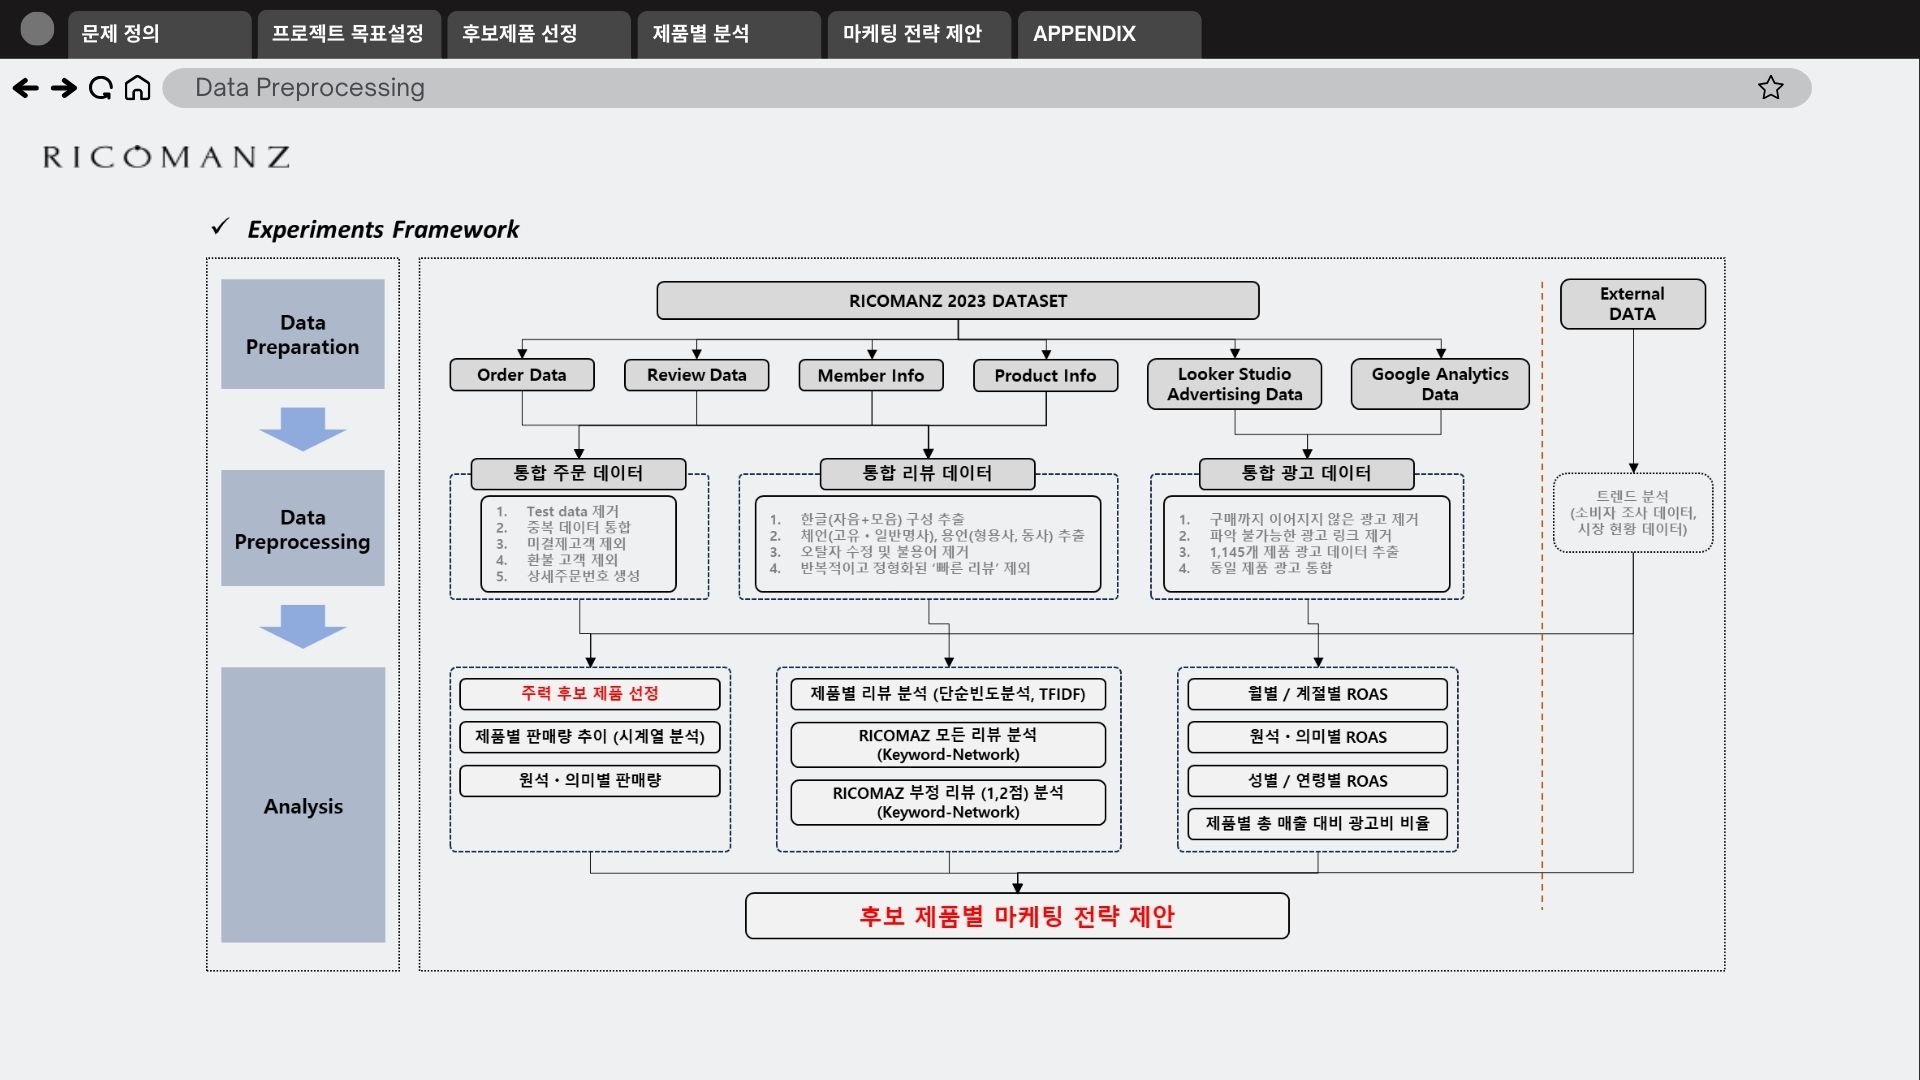 문제 정의
프로젝트 목표설정
후보제품 선정
제품별 분석
마케팅 전략 제안
APPENDIX
Data Preprocessing
RICOMANZ
✓ Experiments Framework
Data
Preparation
Data
Preprocessing
Analysis
RICOMANZ 2023 DATASET
External
DATA
Order Data
Review Data
Member Info
Product Info
Looker Studio
Advertising Data
Google Analytics
Data
통합 주문 데이터
1. Test data 제거
2. 중복 데이터 통합
3. 미결제고객 제외
4. 환불 고객 제외
5. 상세주문번호 생성
통합 리뷰 데이터
1. 한글(자음+모음) 구성 추출
2. 체언(고유・일반명사), 용언(형용사, 동사) 추출
3. 오탈자 수정 및 불용어 제거
4. 반복적이고 정형화된 ‘빠른 리뷰’ 제외
통합 광고 데이터
1. 구매까지 이어지지 않은 광고 제거
2. 파악 불가능한 광고 링크 제거
3. 1,145개 제품 광고 데이터 추출
4. 동일 제품 광고 통합
트렌드 분석
(소비자 조사 데이터,
시장 현황 데이터)
주력 후보 제품 선정
제품별 판매량 추이 (시계열 분석)
원석・의미별 판매량
제품별 리뷰 분석 (단순빈도분석, TFIDF)
RICOMAZ 모든 리뷰 분석
(Keyword-Network)
RICOMAZ 부정 리뷰 (1,2점) 분석
(Keyword-Network)
월별 / 계절별 ROAS
원석・의미별 ROAS
성별 / 연령별 ROAS
제품별 총 매출 대비 광고비 비율
후보 제품별 마케팅 전략 제안